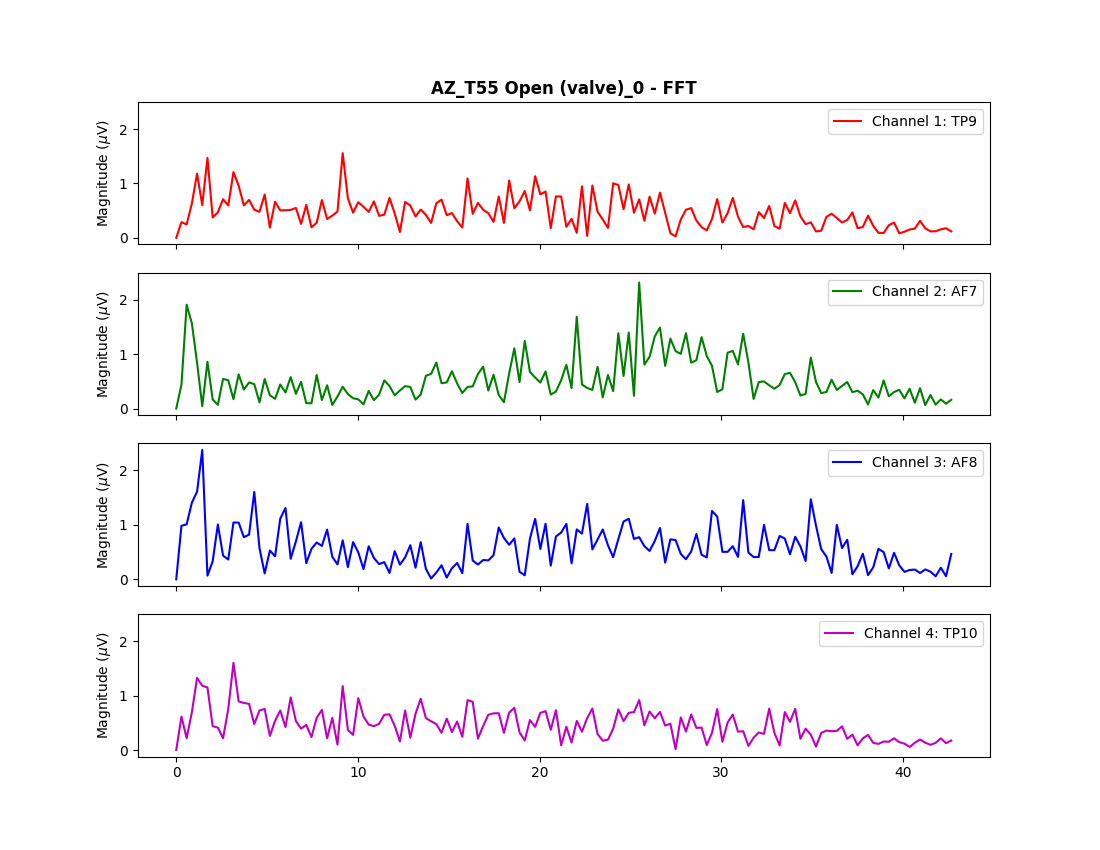 AZ_T55 Open (valve)_0 - FFT
Magnitude (μV)
2
1
0
Channel 1: TP9
Magnitude (μV)
2
1
0
Channel 2: AF7
Magnitude (μV)
2
1
0
Channel 3: AF8
Magnitude (μV)
2
1
0
Channel 4: TP10
0 10 20 30 40